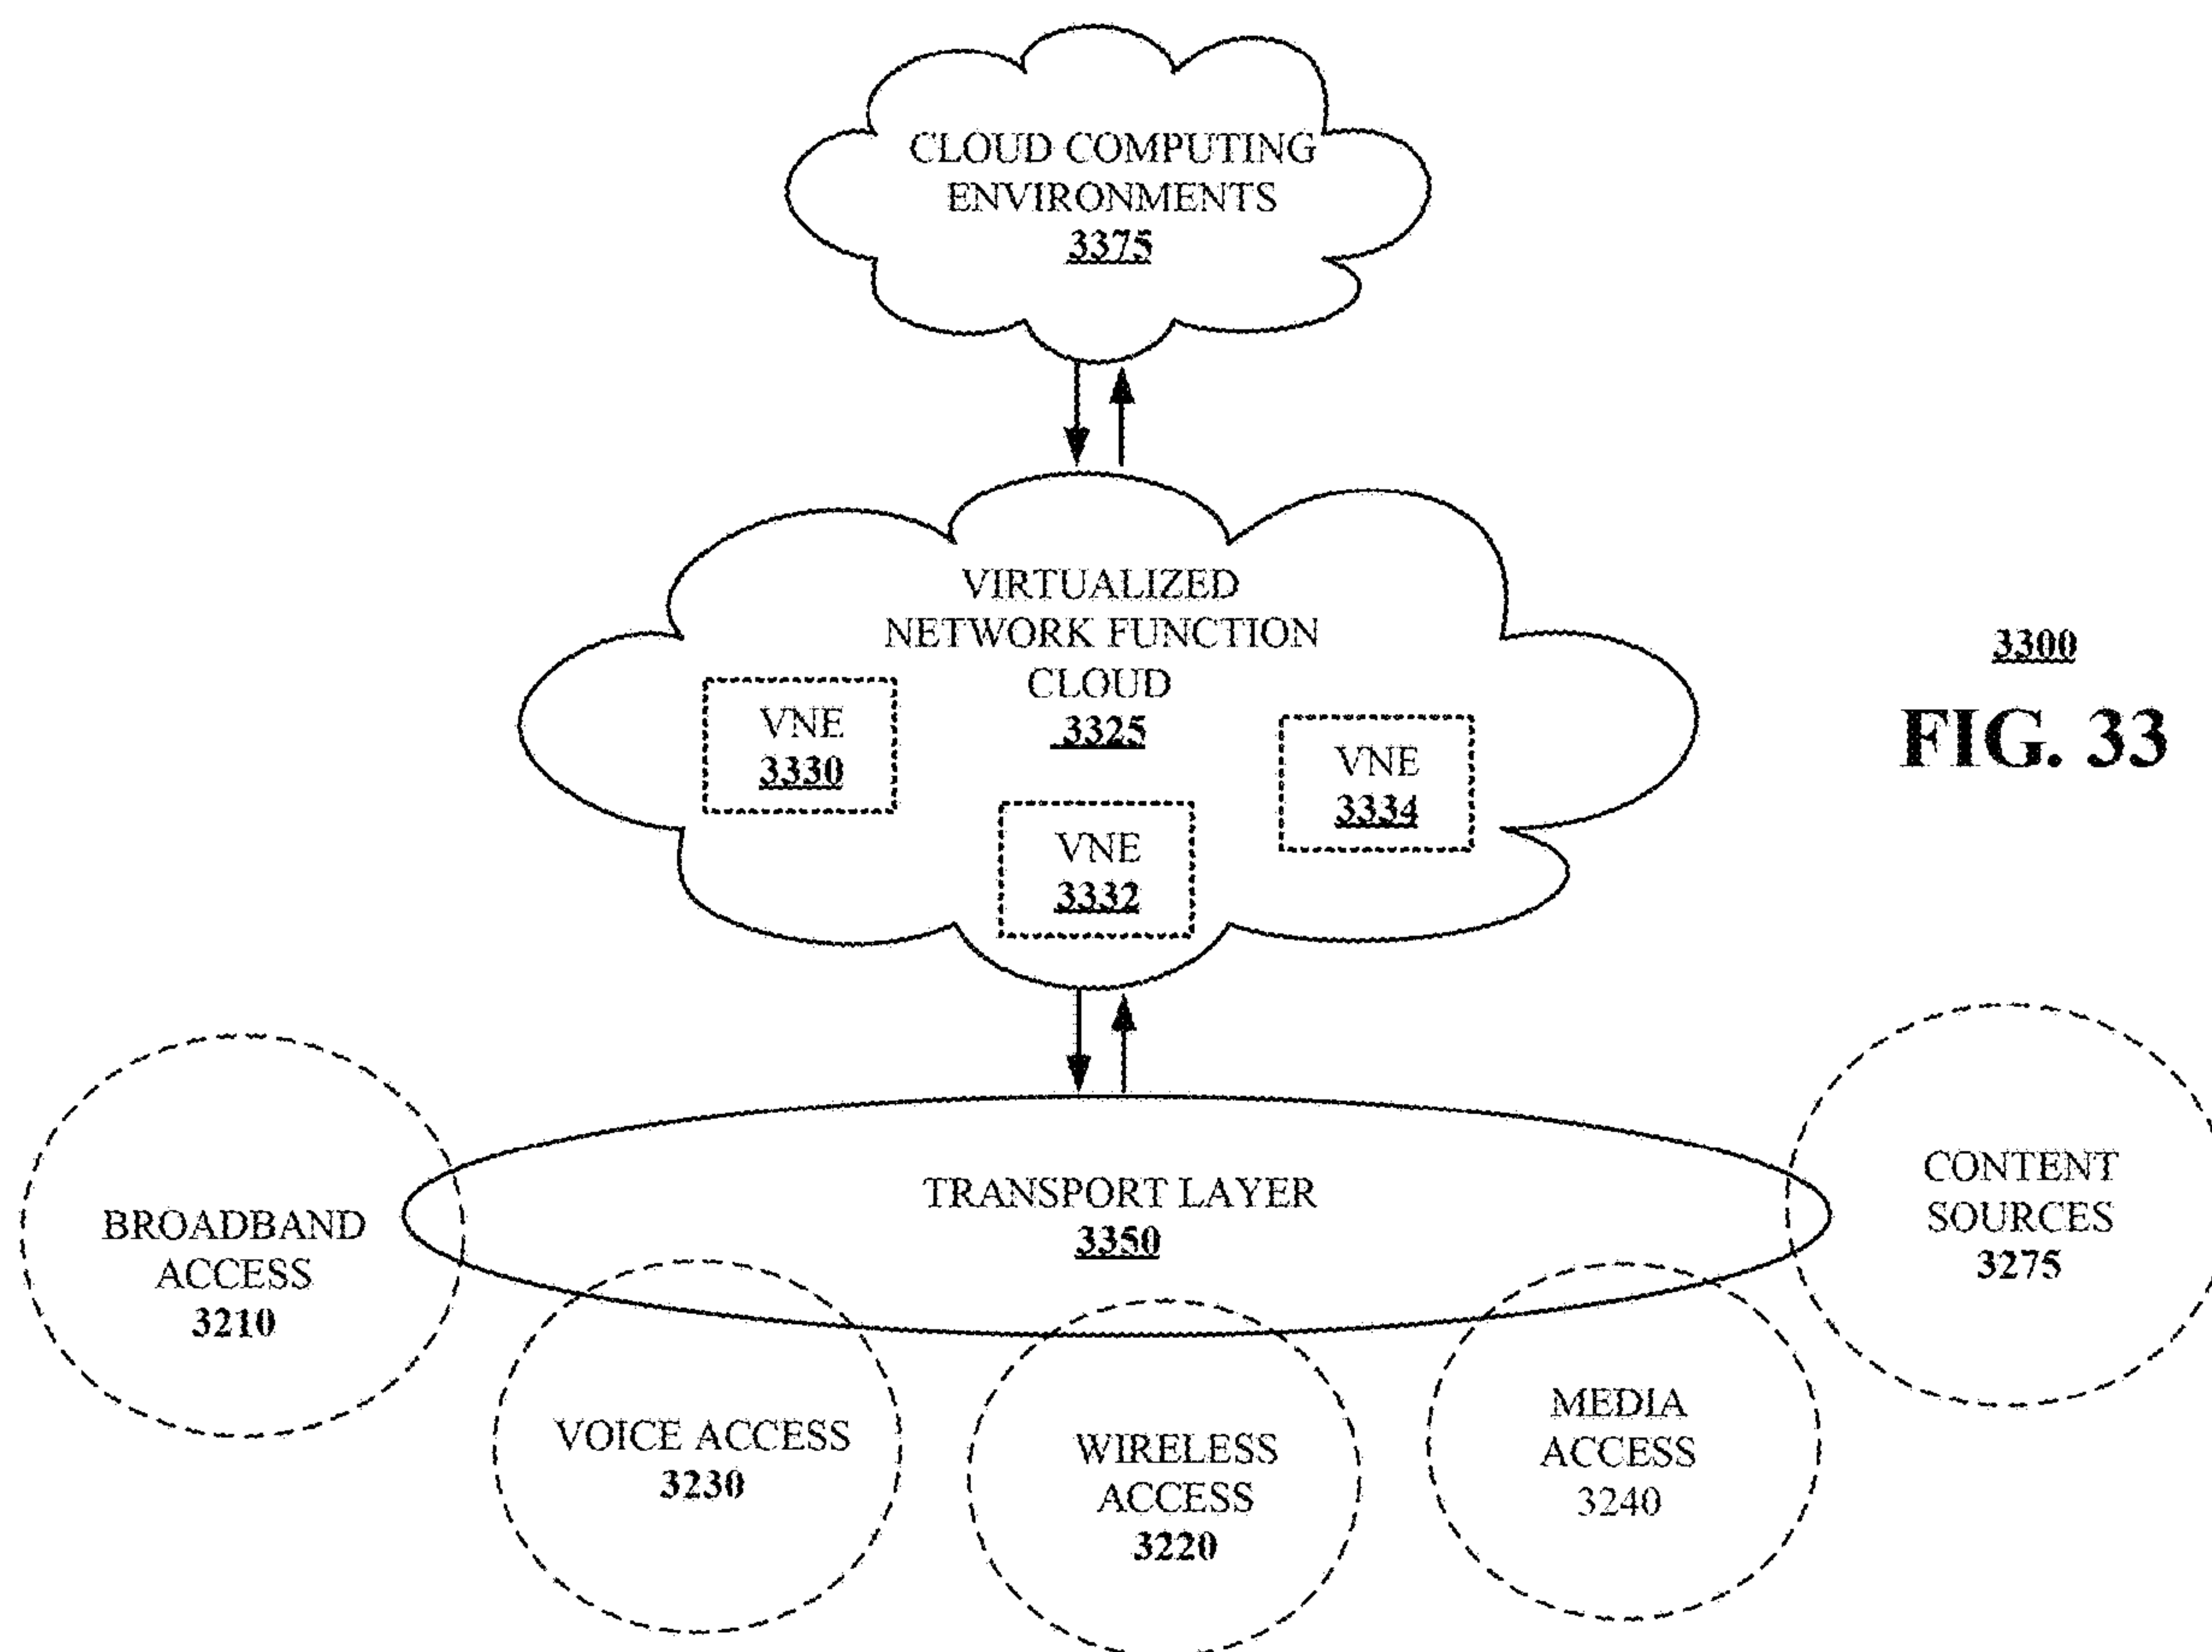 CLOUD COMPUTING
ENVIRONMENTS
3375
VIRTUALIZED
NETWORK FUNCTION
CLOUD
3325
VNE
3330
VNE
3332
VNE
3334
3300
FIG. 33
TRANSPORT LAYER
3350
BROADBAND
ACCESS
3210
VOICE ACCESS
3230
WIRELESS
ACCESS
3220
MEDIA
ACCESS
3240
CONTENT
SOURCES
3275